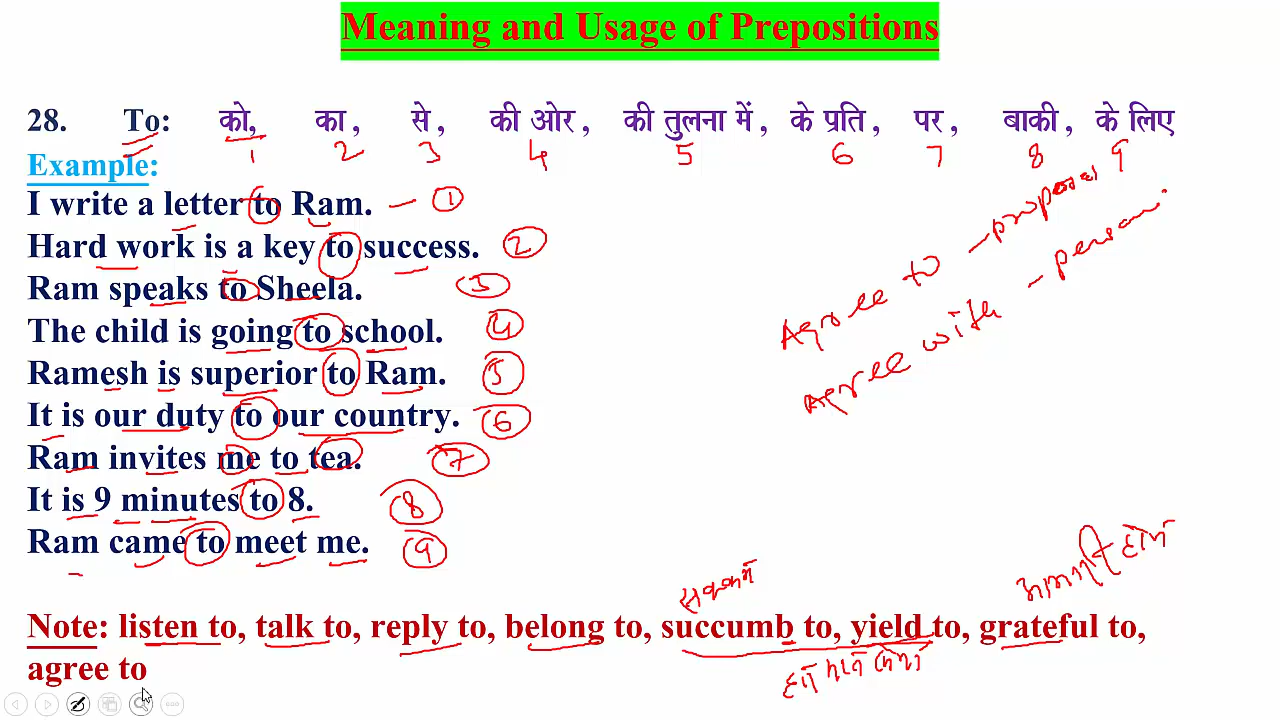 Meaning and Usage of Prepositions
28. To: को, का, से, की ओर, की तुलना में, के प्रति, पर, बाकी, के लिए
1 2 3 4 5 6 7 8 9
Example:
I write a letter to Ram. - 1
Hard work is a key to success. 2
Ram speaks to Sheela. 3
The child is going to school. 4
Ramesh is superior to Ram. 5
It is our duty to our country. 6
Ram invites me to tea. 7
It is 9 minutes to 8. 8
Ram came to meet me. 9
Agree to - proposal
Agree with - person
Note: listen to, talk to, reply to, belong to, succumb to, yield to, grateful to,
agree to